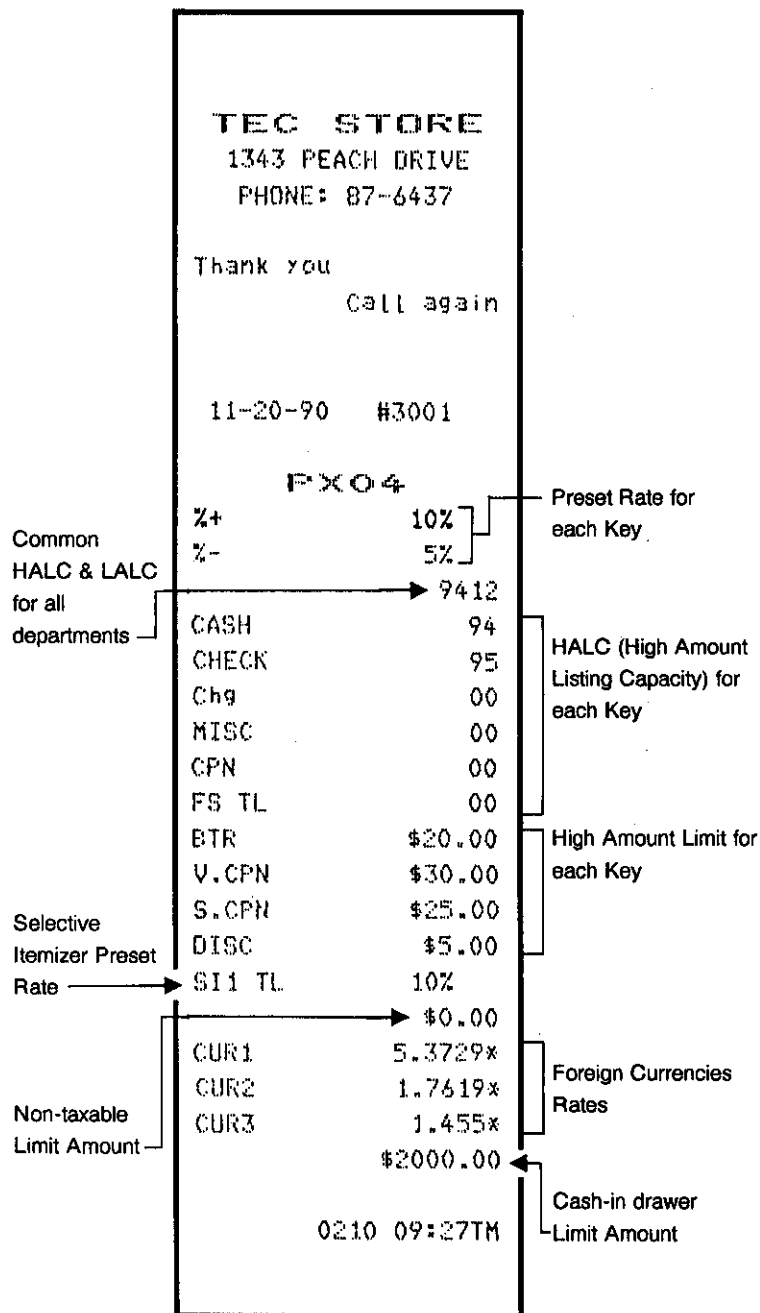 TEC STORE
1343 PEACH DRIVE
PHONE: 87-6437
Thank you
Call again
11-20-90 #3001
PX04
%+ 10%
%- 5%
Preset Rate for
each Key
Common
HALC & LALC
for all
departments
9412
CASH 94
CHECK 95
Chg 00
MISC 00
CPN 00
FS TL 00
HALC (High Amount
Listing Capacity) for
each Key
BTR $20.00
V.CPN $30.00
S.CPN $25.00
DISC $5.00
High Amount Limit for
each Key
Selective
Itemizer Preset
Rate
SI1 TL 10%
$0.00
Non-taxable
Limit Amount
CUR1 5.3729*
CUR2 1.7619*
CUR3 1.455*
Foreign Currencies
Rates
$2000.00
Cash-in drawer
Limit Amount
0210 09:27TM